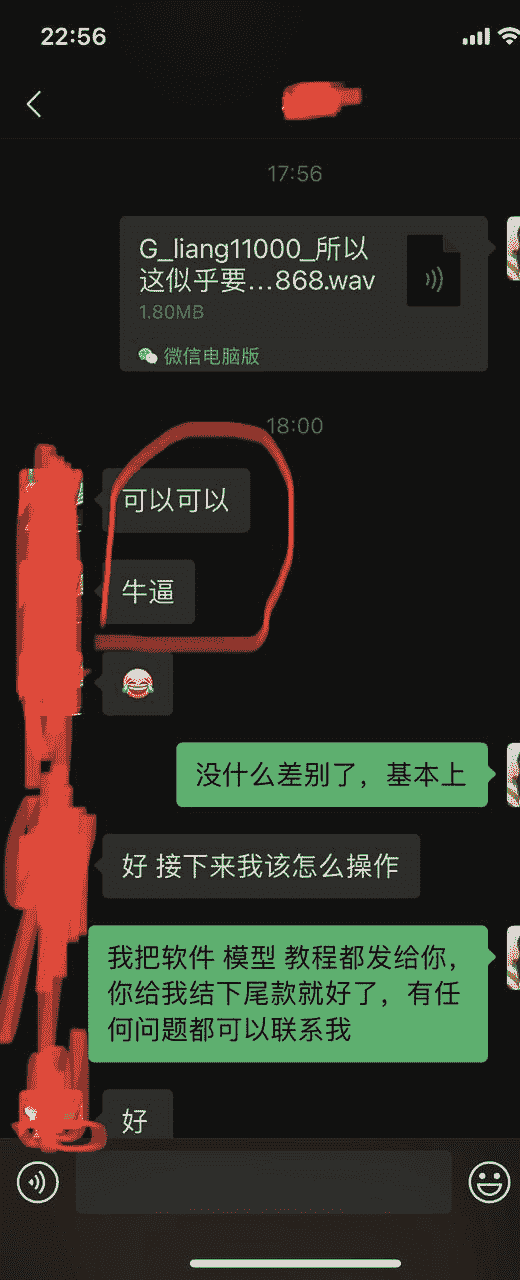 22:56
17:56
G_liang11000_所以
这似乎要...868.wav
1.80MB
微信电脑版
18:00
可以可以
牛逼
没什么差别了，基本上
好 接下来我该怎么操作
我把软件 模型 教程都发给你，
你给我结下尾款就好了，有任
何问题都可以联系我
好